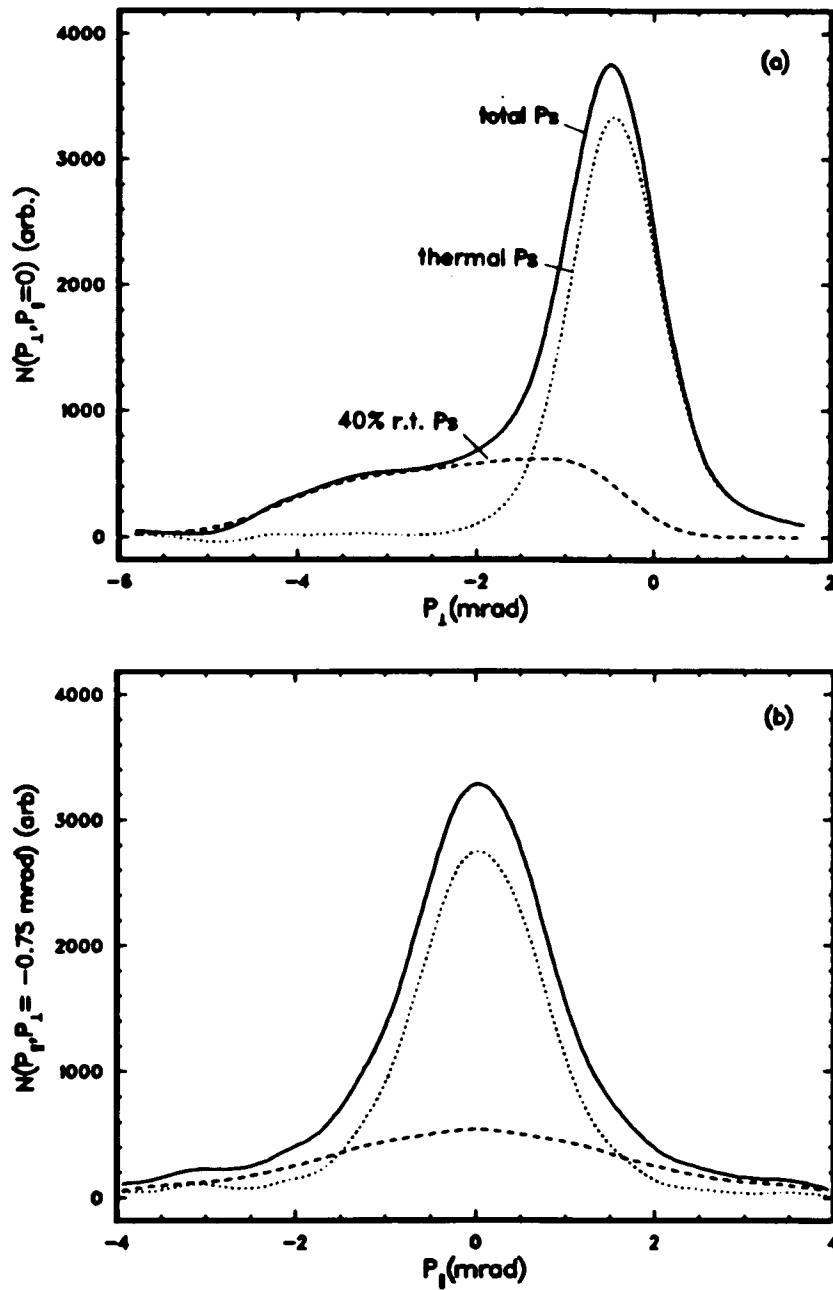 (a)
4000
3000
2000
1000
0
N(P⊥,P∥=0) (arb.)
total Ps
thermal Ps
40% r.t. Ps
-6
-4
-2
0
2
P⊥(mrad)
(b)
4000
3000
2000
1000
0
N(P∥,P⊥= -0.75 mrad) (arb)
-4
-2
0
2
4
P∥(mrad)